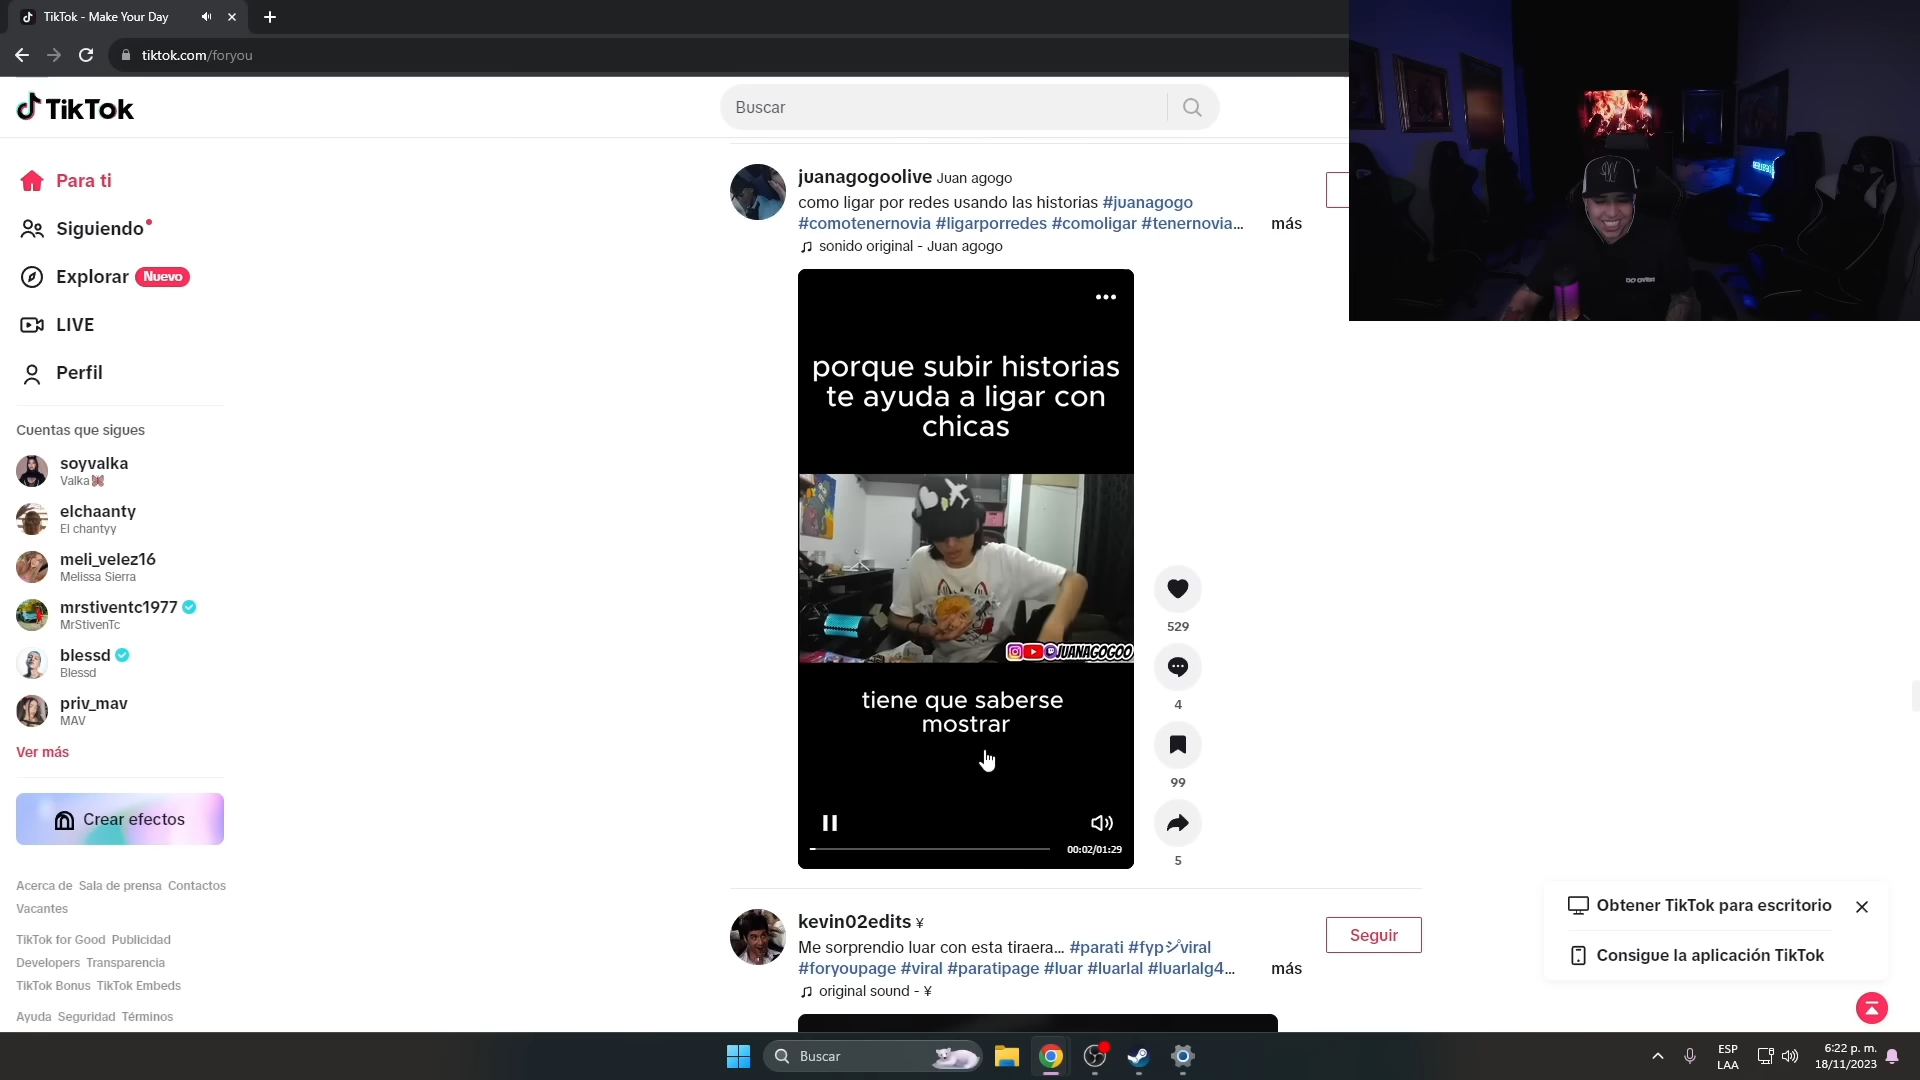 TikTok - Make Your Day
tiktok.com/foryou
TikTok
Buscar
Para ti
Siguiendo
Explorar Nuevo
LIVE
Perfil
Cuentas que sigues
soyvalka
Valka
elchaanty
El chantyy
meli_velez16
Melissa Sierra
mrstiventc1977
MrStivenTc
blessd
Blessd
priv_mav
MAV
Ver más
Crear efectos
Acerca de Sala de prensa Contactos
Vacantes
TikTok for Good Publicidad
Developers Transparencia
TikTok Bonus TikTok Embeds
Ayuda Seguridad Términos
juanagogoolive Juan agogo
como ligar por redes usando las historias #juanagogo
#comotenernovia #ligarporredes #comoligar #tenernovia... más
sonido original - Juan agogo
porque subir historias
te ayuda a ligar con
chicas
JUANAGOGOO
tiene que saberse
mostrar
00:02/01:29
529
4
99
5
kevin02edits ¥
Seguir
Me sorprendio luar con esta tiraera... #parati #fypシ゚viral
#foryoupage #viral #paratipage #luar #luarlal #luarlalg4... más
original sound - ¥
Obtener TikTok para escritorio
Consigue la aplicación TikTok
Buscar
ESP
LAA
6:22 p. m.
18/11/2023